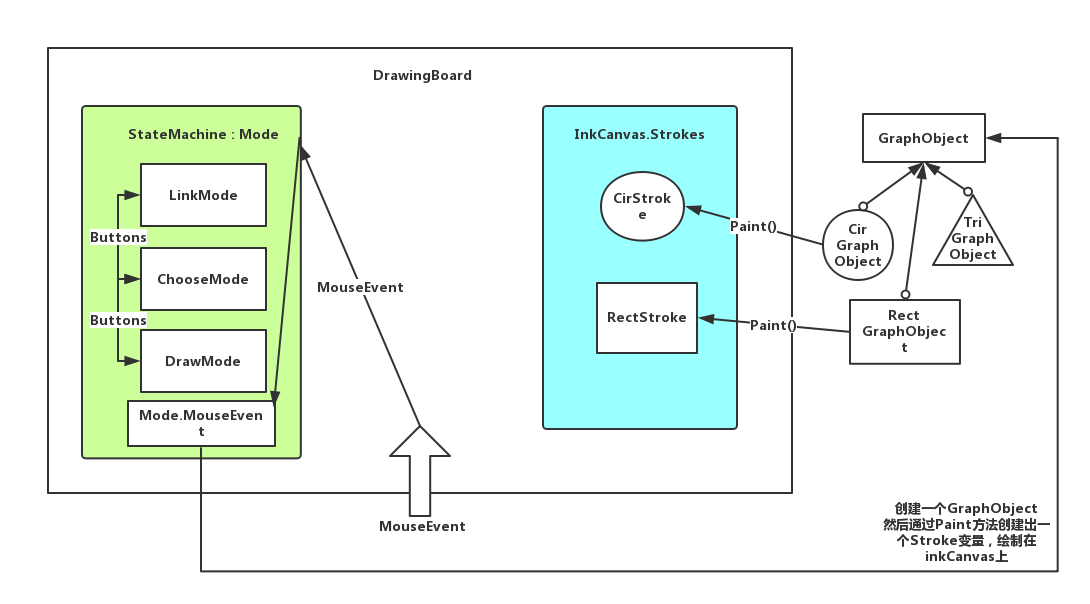 DrawingBoard
StateMachine : Mode
LinkMode
Buttons
ChooseMode
Buttons
DrawMode
Mode.MouseEven
t
MouseEvent
MouseEvent
InkCanvas.Strokes
CirStrok
e
RectStroke
Paint()
Paint()
GraphObject
Cir
Graph
Object
Tri
Graph
Object
Rect
GraphObjec
t
创建一个GraphObject
然后通过Paint方法创建出一
个Stroke变量，绘制在
inkCanvas上